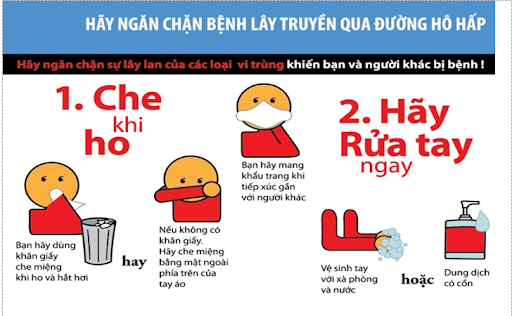 HÃY NGĂN CHẶN BỆNH LÂY TRUYỀN QUA ĐƯỜNG HÔ HẤP
Hãy ngăn chặn sự lây lan của các loại vi trùng khiến bạn và người khác bị bệnh !
1. Che
khi
ho
Bạn hãy dùng
khăn giấy
che miệng
khi ho và hắt hơi
hay
Nếu không có
khăn giấy.
Hãy che miệng
bằng mặt ngoài
phía trên của
tay áo
Bạn hãy mang
khẩu trang khi
tiếp xúc gần
với người khác
2. Hãy
Rửa tay
ngay
Vệ sinh tay
với xà phòng
và nước
hoặc
Dung dịch
có cồn